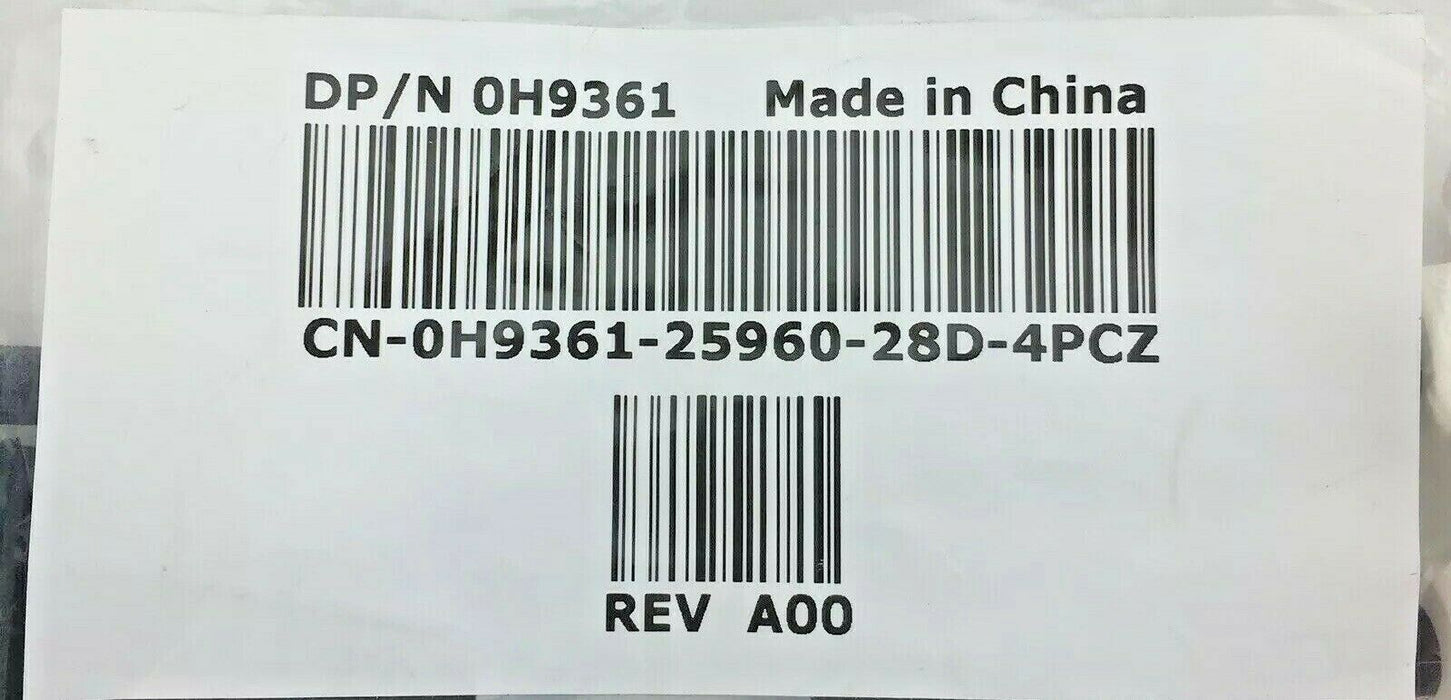 DP/N 0H9361 Made in China
CN-0H9361-25960-28D-4PCZ
REV A00